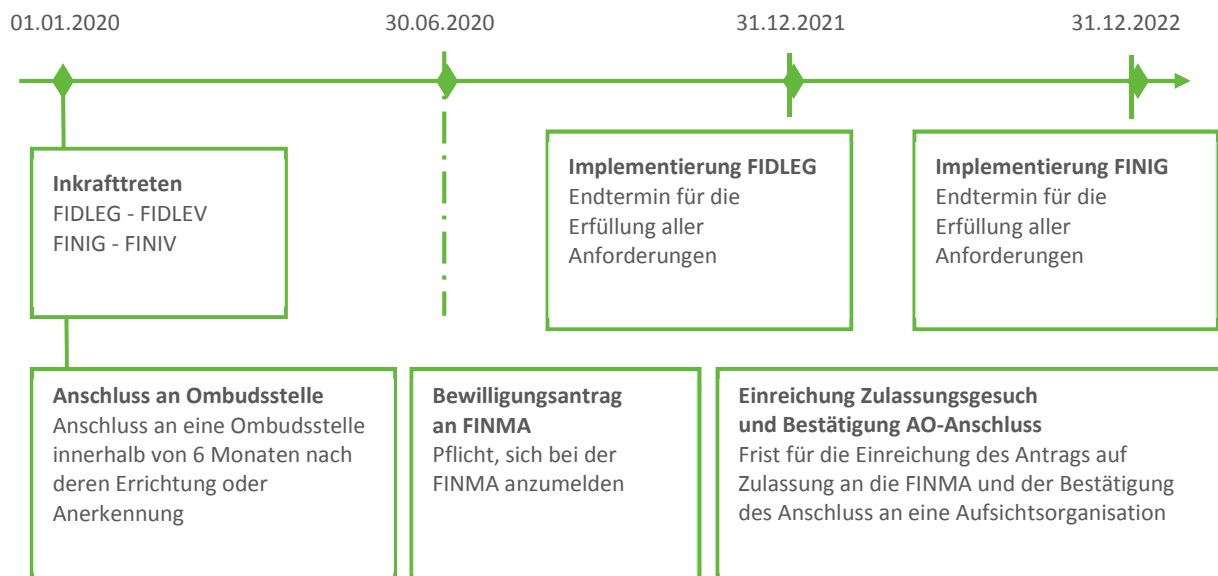 01.01.2020
30.06.2020
31.12.2021
31.12.2022
Inkrafttreten
FIDLEG - FIDLEV
FINIG - FINIV
Implementierung FIDLEG
Endtermin für die
Erfüllung aller
Anforderungen
Implementierung FINIG
Endtermin für die
Erfüllung aller
Anforderungen
Anschluss an Ombudsstelle
Anschluss an eine Ombudsstelle
innerhalb von 6 Monaten nach
deren Errichtung oder
Anerkennung
Bewilligungsantrag
an FINMA
Pflicht, sich bei der
FINMA anzumelden
Einreichung Zulassungsgesuch
und Bestätigung AO-Anschluss
Frist für die Einreichung des Antrags auf
Zulassung an die FINMA und der Bestätigung
des Anschluss an eine Aufsichtsorganisation